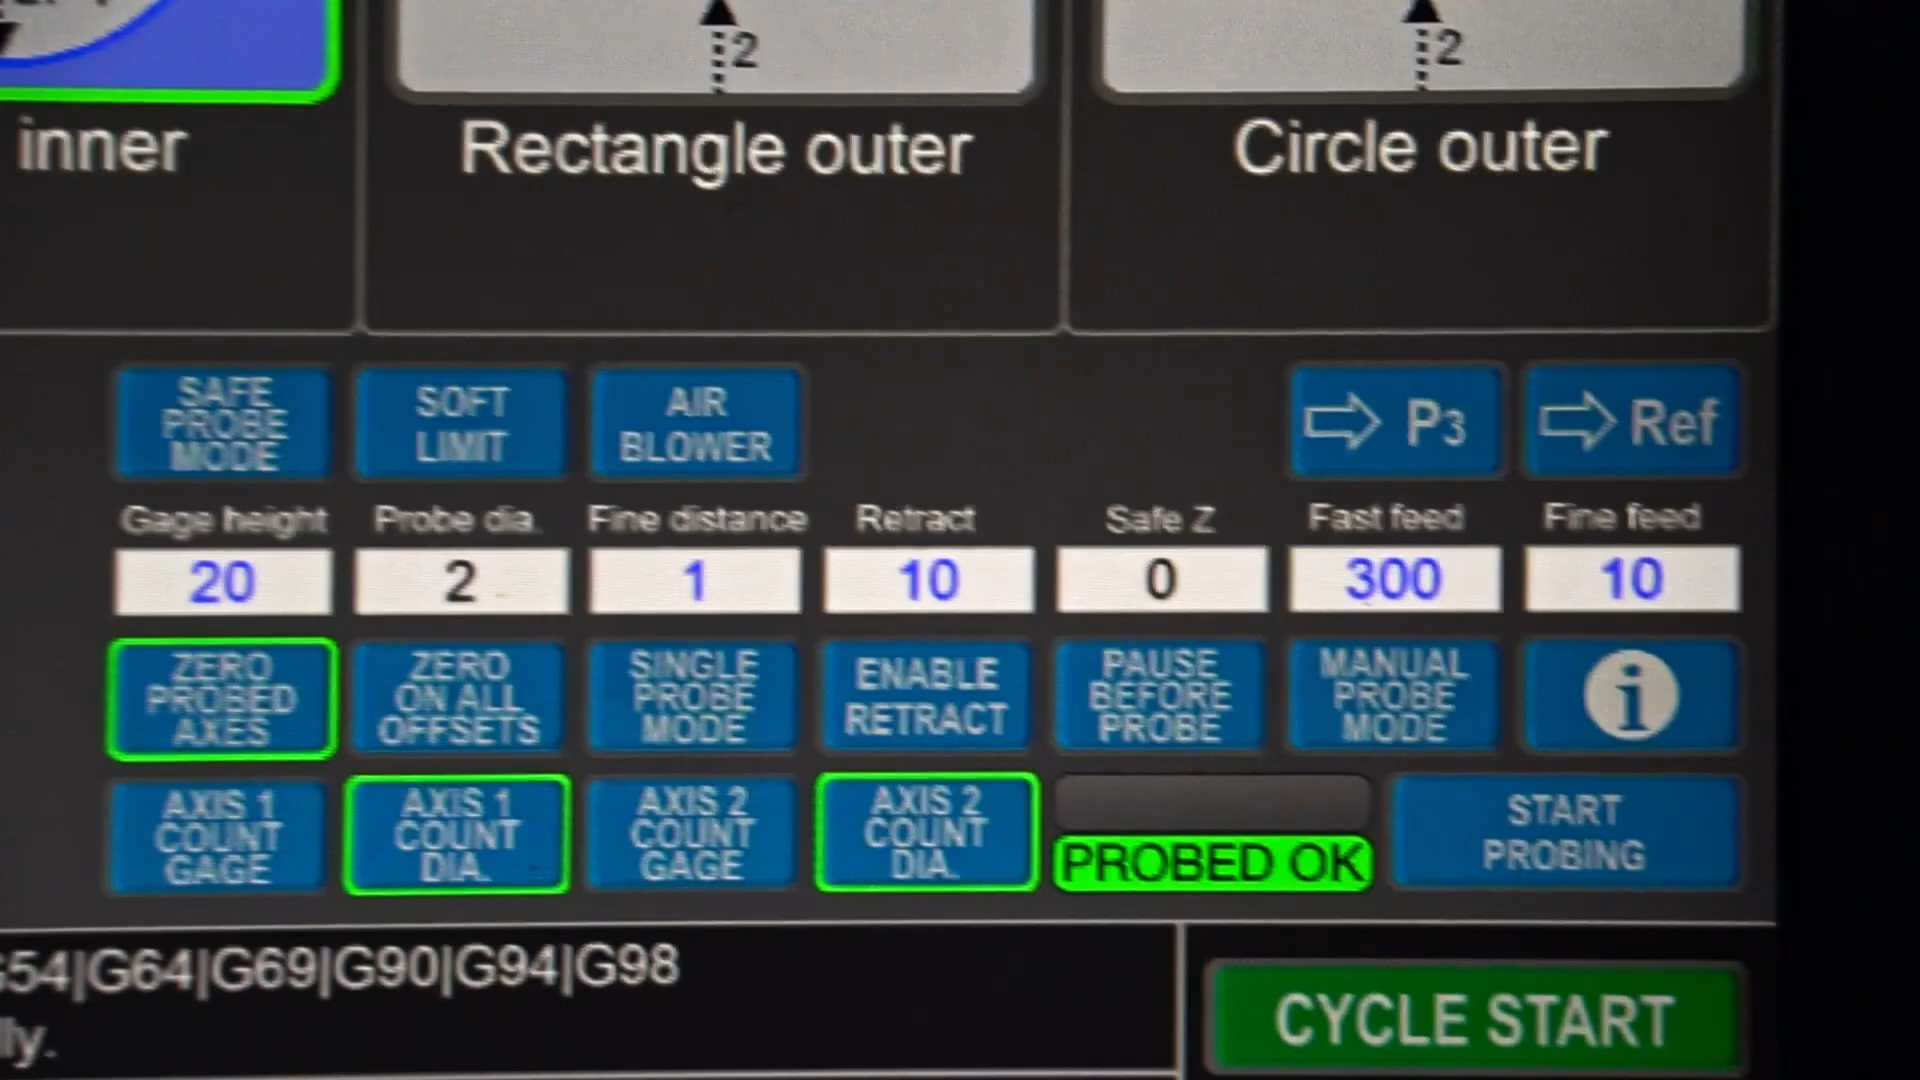 2
2
inner
Rectangle outer
Circle outer
SAFE
PROBE
MODE
SOFT
LIMIT
AIR
BLOWER
P3
Ref
Gage height
Probe dia.
Fine distance
Retract
Safe Z
Fast feed
Fine feed
20
2
1
10
0
300
10
ZERO
PROBED
AXES
ZERO
ON ALL
OFFSETS
SINGLE
PROBE
MODE
ENABLE
RETRACT
PAUSE
BEFORE
PROBE
MANUAL
PROBE
MODE
i
AXIS 1
COUNT
GAGE
AXIS 1
COUNT
DIA.
AXIS 2
COUNT
GAGE
AXIS 2
COUNT
DIA.
PROBED OK
START
PROBING
G54|G64|G69|G90|G94|G98
lly.
CYCLE START